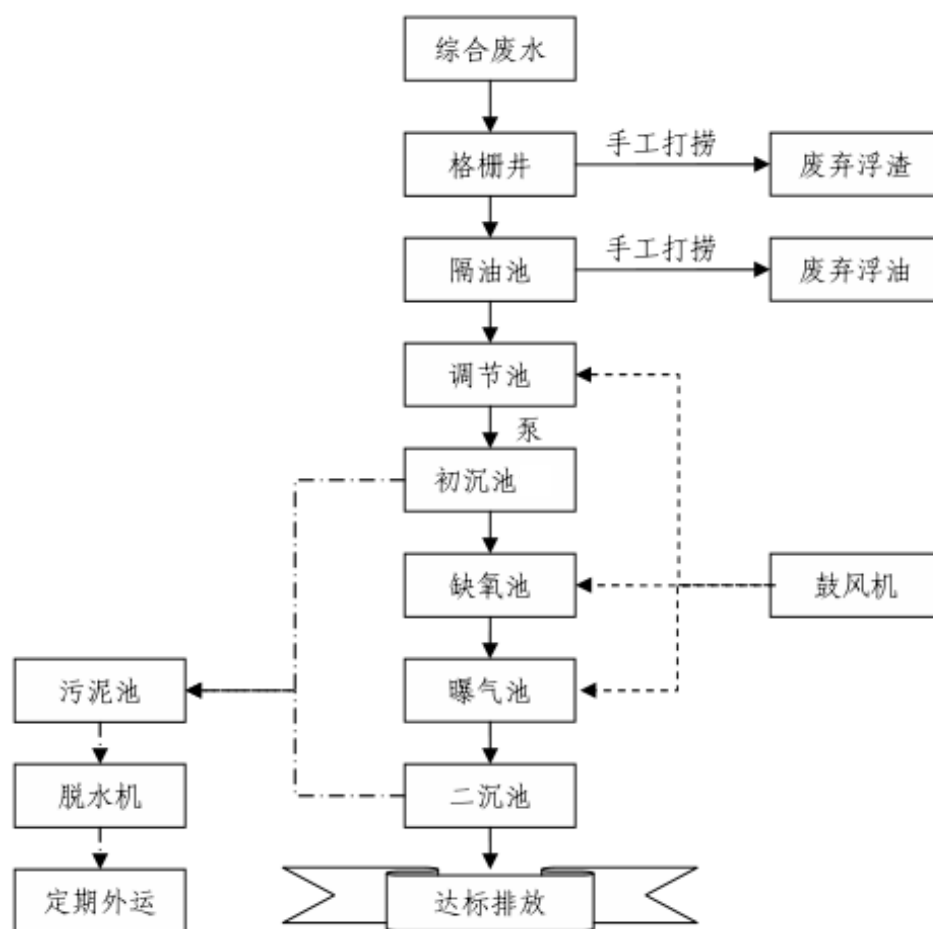 综合废水
格栅井
手工打捞
废弃浮渣
隔油池
手工打捞
废弃浮油
调节池
泵
初沉池
缺氧池
鼓风机
污泥池
曝气池
脱水机
二沉池
定期外运
达标排放